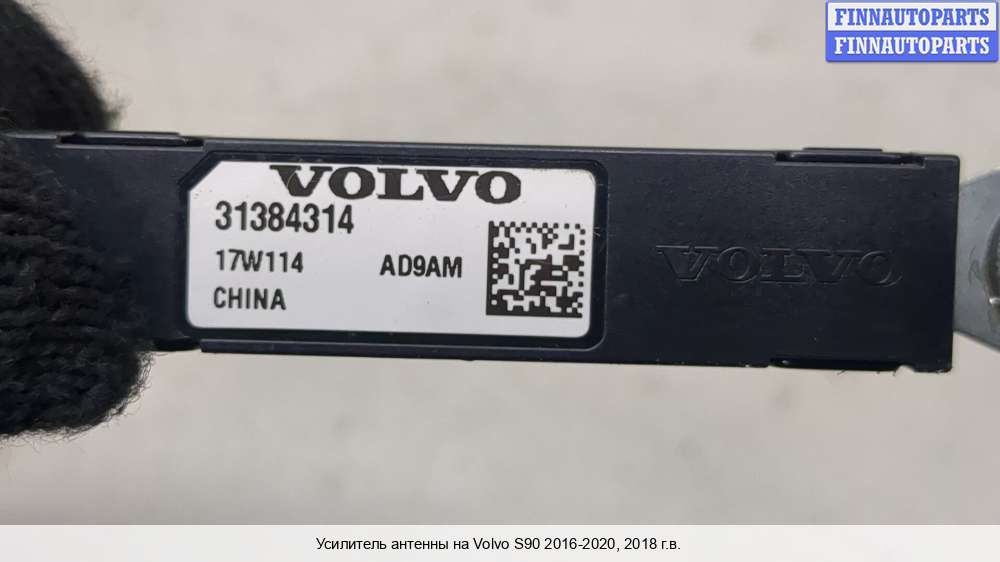 FINNAUTOPARTS
FINNAUTOPARTS
VOLVO
31384314
17W114 AD9AM
CHINA
VOLVO
Усилитель антенны на Volvo S90 2016-2020, 2018 г.в.